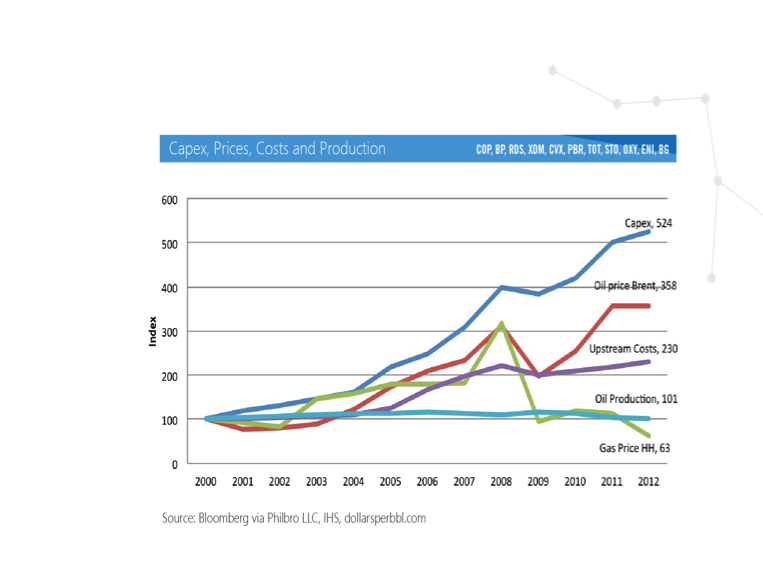 Capex, Prices, Costs and Production
COP, BP, RDS, XOM, CVX, PBR, TOT, STO, OXY, ENI, BG
600
500
400
300
200
100
0
Index
Capex, 524
Oil price Brent, 358
Upstream Costs, 230
Oil Production, 101
Gas Price HH, 63
2000 2001 2002 2003 2004 2005 2006 2007 2008 2009 2010 2011 2012
Source: Bloomberg via Philbro LLC, IHS, dollarsperbbl.com